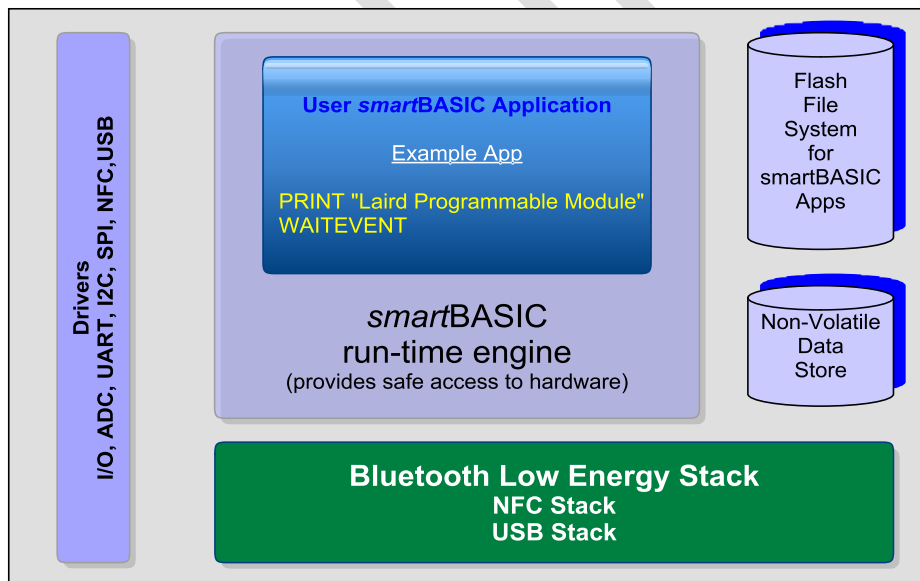 Drivers
I/O, ADC, UART, I2C, SPI, NFC,USB
User smartBASIC Application
Example App
PRINT "Laird Programmable Module"
WAITEVENT
smartBASIC
run-time engine
(provides safe access to hardware)
Flash
File
System
for
smartBASIC
Apps
Non-Volatile
Data
Store
Bluetooth Low Energy Stack
NFC Stack
USB Stack